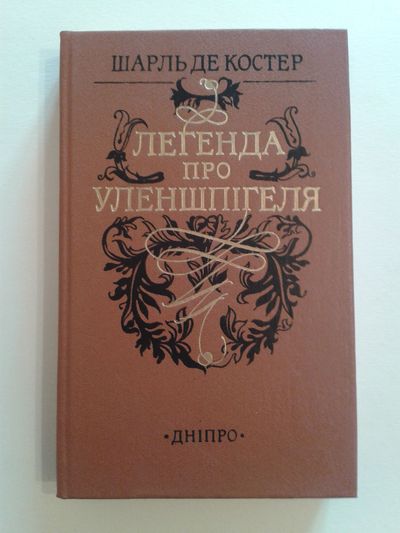 ШАРЛЬ ДЕ КОСТЕР
ЛЕГЕНДА
ПРО
УЛЕНШПІГЕЛЯ
• ДНІПРО •